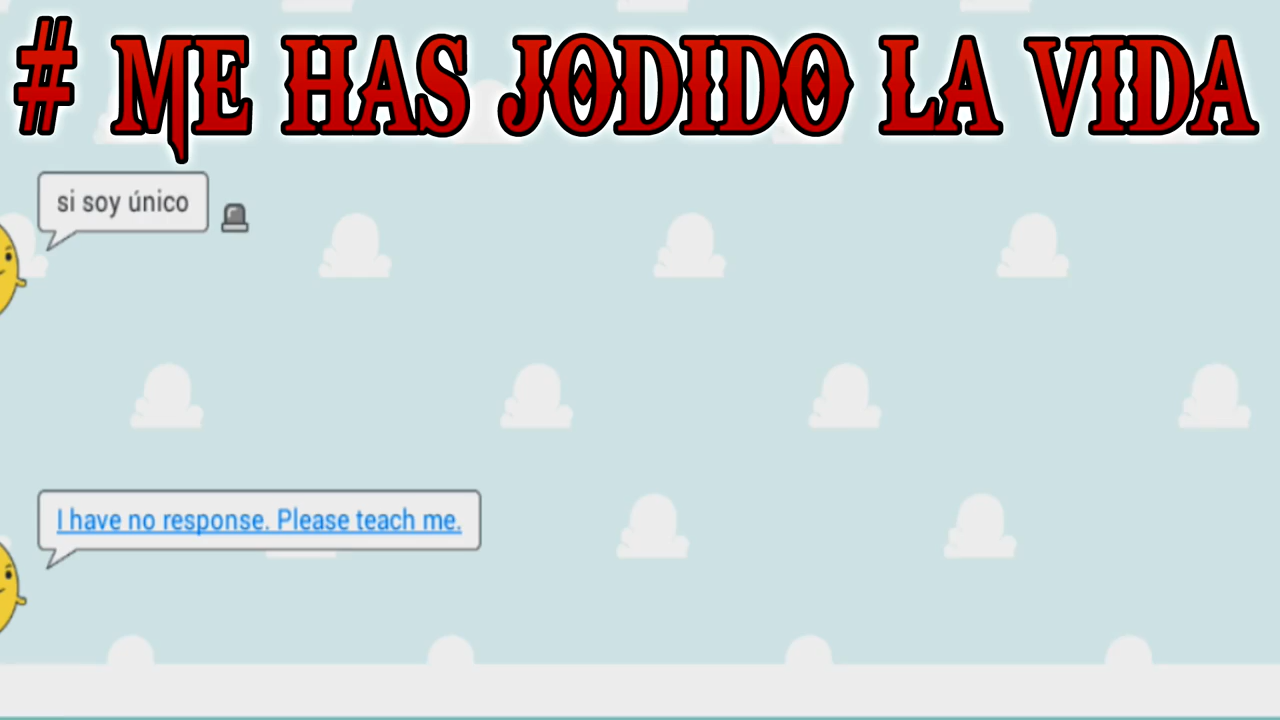 # ME HAS JODIDO LA VIDA
si soy único
I have no response. Please teach me.